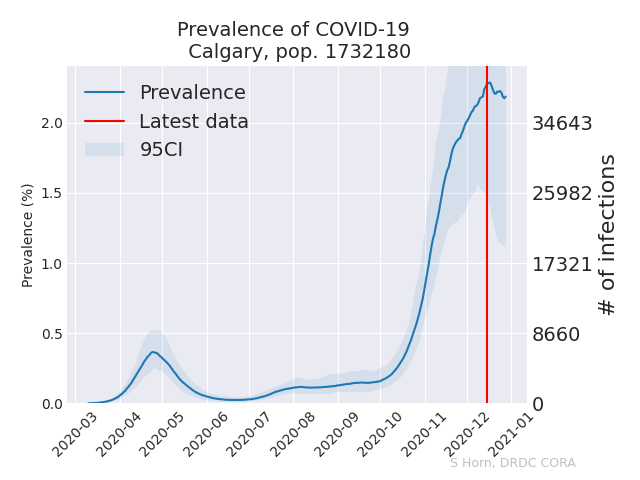 Prevalence of COVID-19
Calgary, pop. 1732180
Prevalence
Latest data
95CI
Prevalence (%)
2.0
1.5
1.0
0.5
0.0
34643
25982
17321
8660
0
# of infections
2020-03
2020-04
2020-05
2020-06
2020-07
2020-08
2020-09
2020-10
2020-11
2020-12
2021-01
S Horn, DRDC CORA